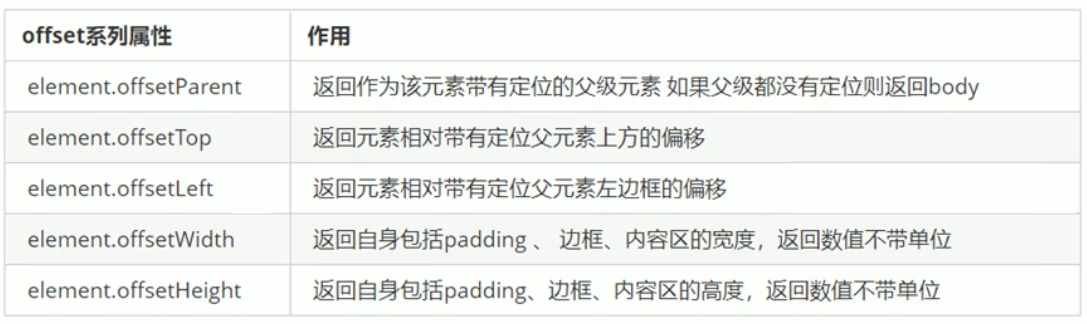 offset系列属性 作用
element.offsetParent 返回作为该元素带有定位的父级元素 如果父级都没有定位则返回body
element.offsetTop 返回元素相对带有定位父元素上方的偏移
element.offsetLeft 返回元素相对带有定位父元素左边框的偏移
element.offsetWidth 返回自身包括padding 、 边框、内容区的宽度，返回数值不带单位
element.offsetHeight 返回自身包括padding、边框、内容区的高度，返回数值不带单位